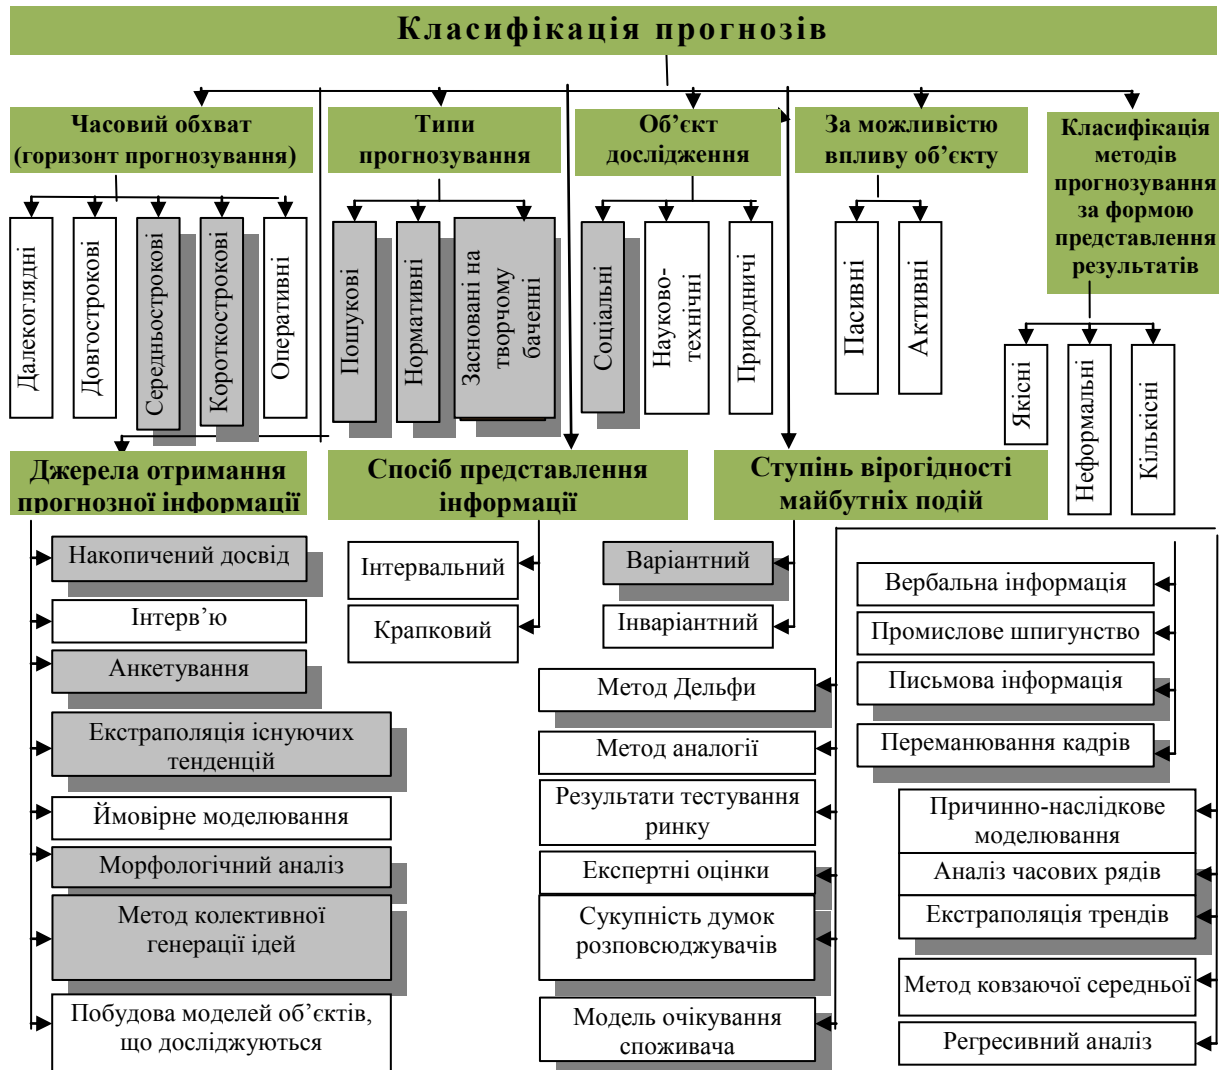 Класифікація прогнозів
Часовий обхват
(горизонт прогнозування)
Типи
прогнозування
Об’єкт
дослідження
За можливістю
впливу об’єкту
Класифікація
методів
прогнозування
за формою
представлення
результатів
Далекоглядні
Довгострокові
Середньострокові
Короткострокові
Оперативні
Пошукові
Нормативні
Засновані на
творчому
баченні
Соціальні
Науково-
технічні
Природничі
Пасивні
Активні
Якісні
Неформальні
Кількісні
Джерела отримання
прогнозної інформації
Спосіб представлення
інформації
Ступінь вірогідності
майбутніх подій
Накопичений досвід
Інтерв’ю
Анкетування
Екстраполяція існуючих
тенденцій
Ймовірне моделювання
Морфологічний аналіз
Метод колективної
генерації ідей
Побудова моделей об’єктів,
що досліджуються
Інтервальний
Крапковий
Варіантний
Інваріантний
Метод Дельфи
Метод аналогії
Результати тестування
ринку
Експертні оцінки
Сукупність думок
розповсюджувачів
Модель очікування
споживача
Вербальна інформація
Промислове шпигунство
Письмова інформація
Переманювання кадрів
Причинно-наслідкове
моделювання
Аналіз часових рядів
Екстраполяція трендів
Метод ковзаючої середньої
Регресивний аналіз